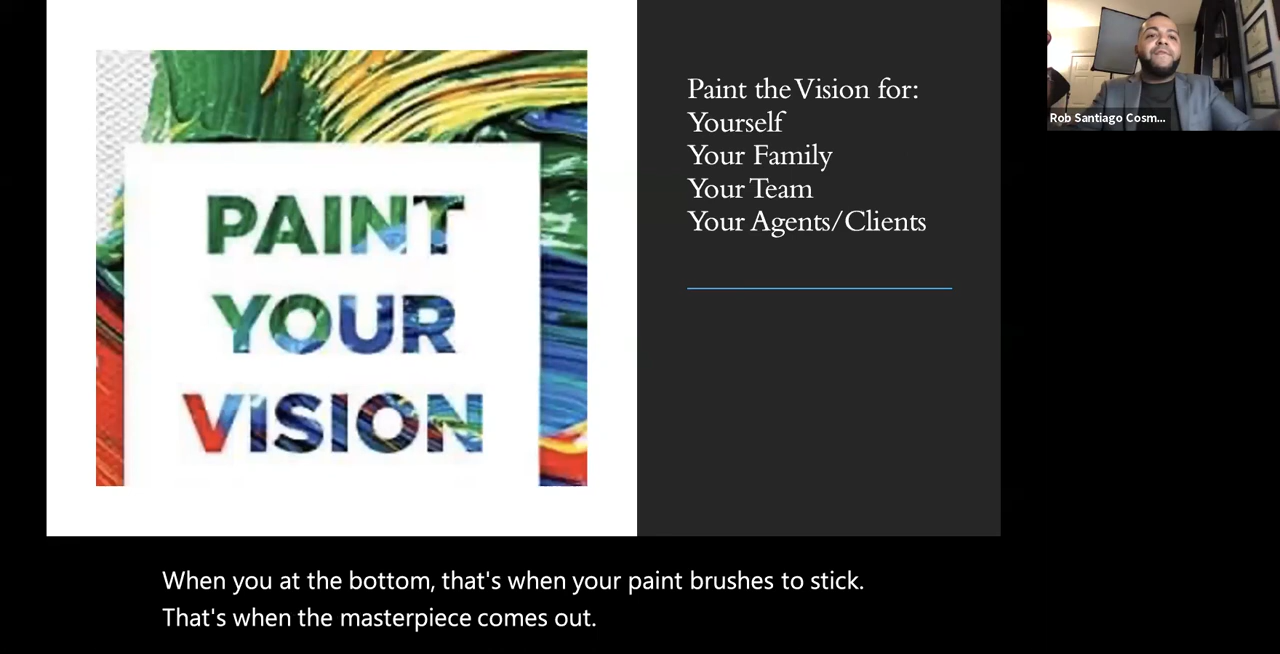 PAINT
YOUR
VISION
Paint the Vision for:
Yourself
Your Family
Your Team
Your Agents/Clients
Rob Santiago Cosm...
When you at the bottom, that's when your paint brushes to stick.
That's when the masterpiece comes out.